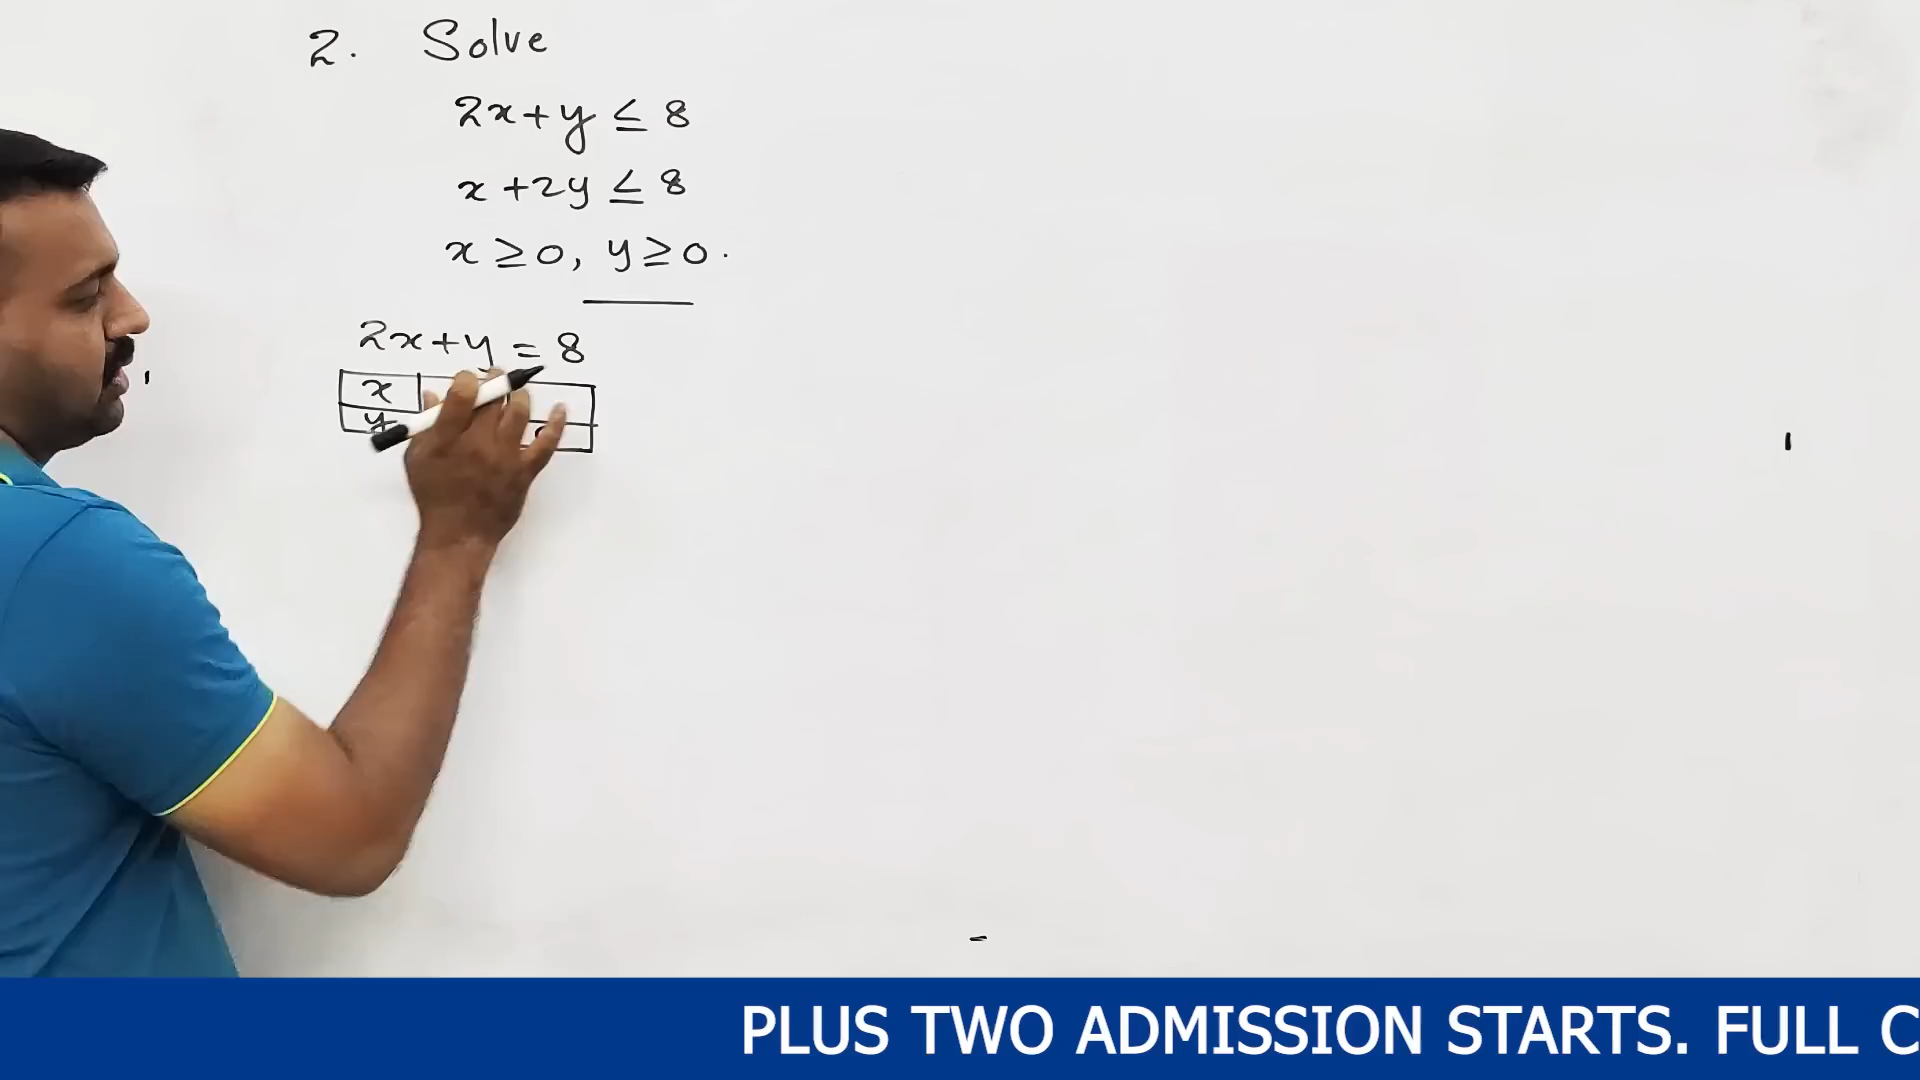 2. Solve
2x+y ≤ 8
x+2y ≤ 8
x ≥ 0, y ≥ 0.
2x+y = 8
x
y
PLUS TWO ADMISSION STARTS. FULL C